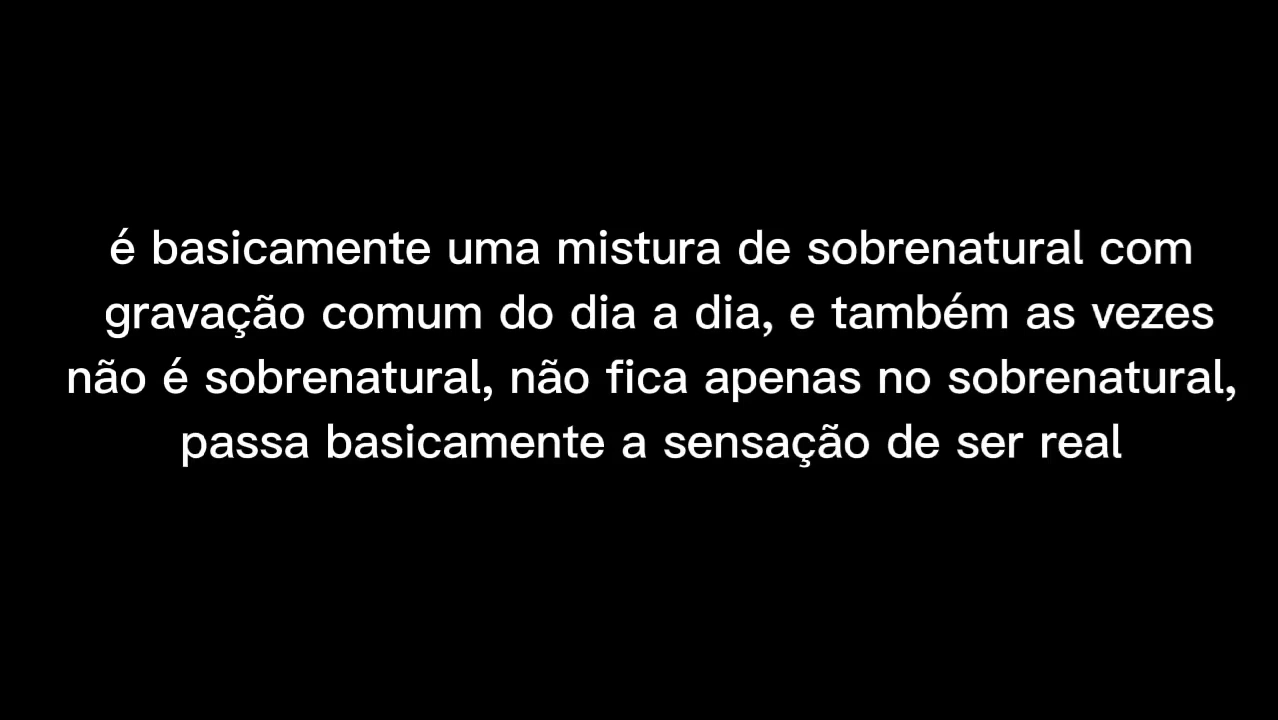 é basicamente uma mistura de sobrenatural com
gravação comum do dia a dia, e também as vezes
não é sobrenatural, não fica apenas no sobrenatural,
passa basicamente a sensação de ser real